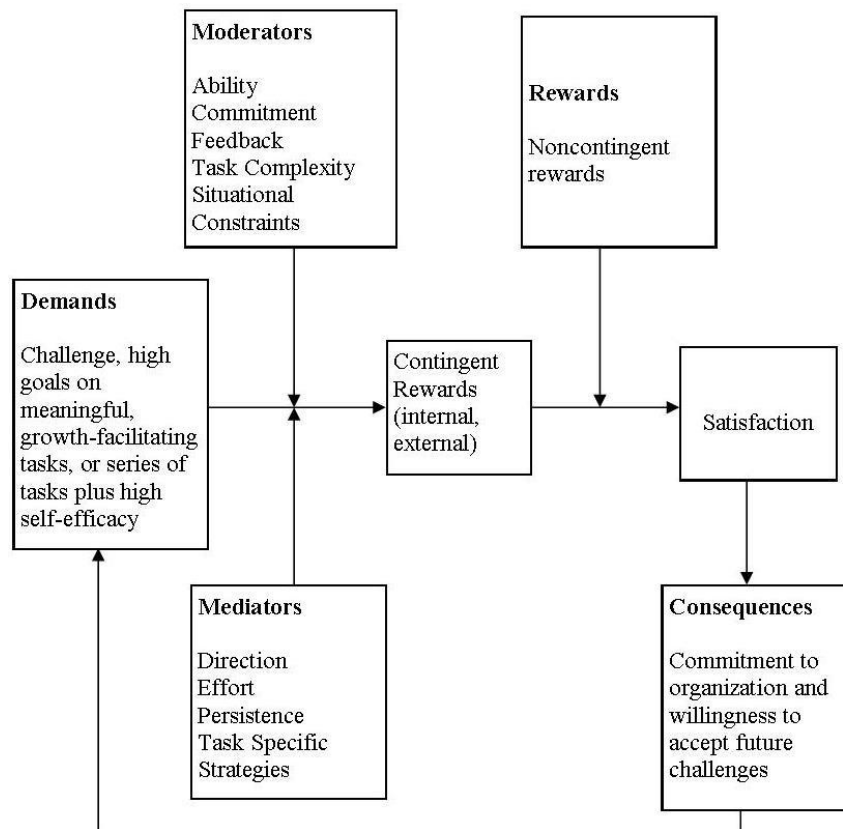 Moderators
Ability
Commitment
Feedback
Task Complexity
Situational
Constraints
Rewards
Noncontingent
rewards
Demands
Challenge, high
goals on
meaningful,
growth-facilitating
tasks, or series of
tasks plus high
self-efficacy
Contingent
Rewards
(internal,
external)
Satisfaction
Mediators
Direction
Effort
Persistence
Task Specific
Strategies
Consequences
Commitment to
organization and
willingness to
accept future
challenges